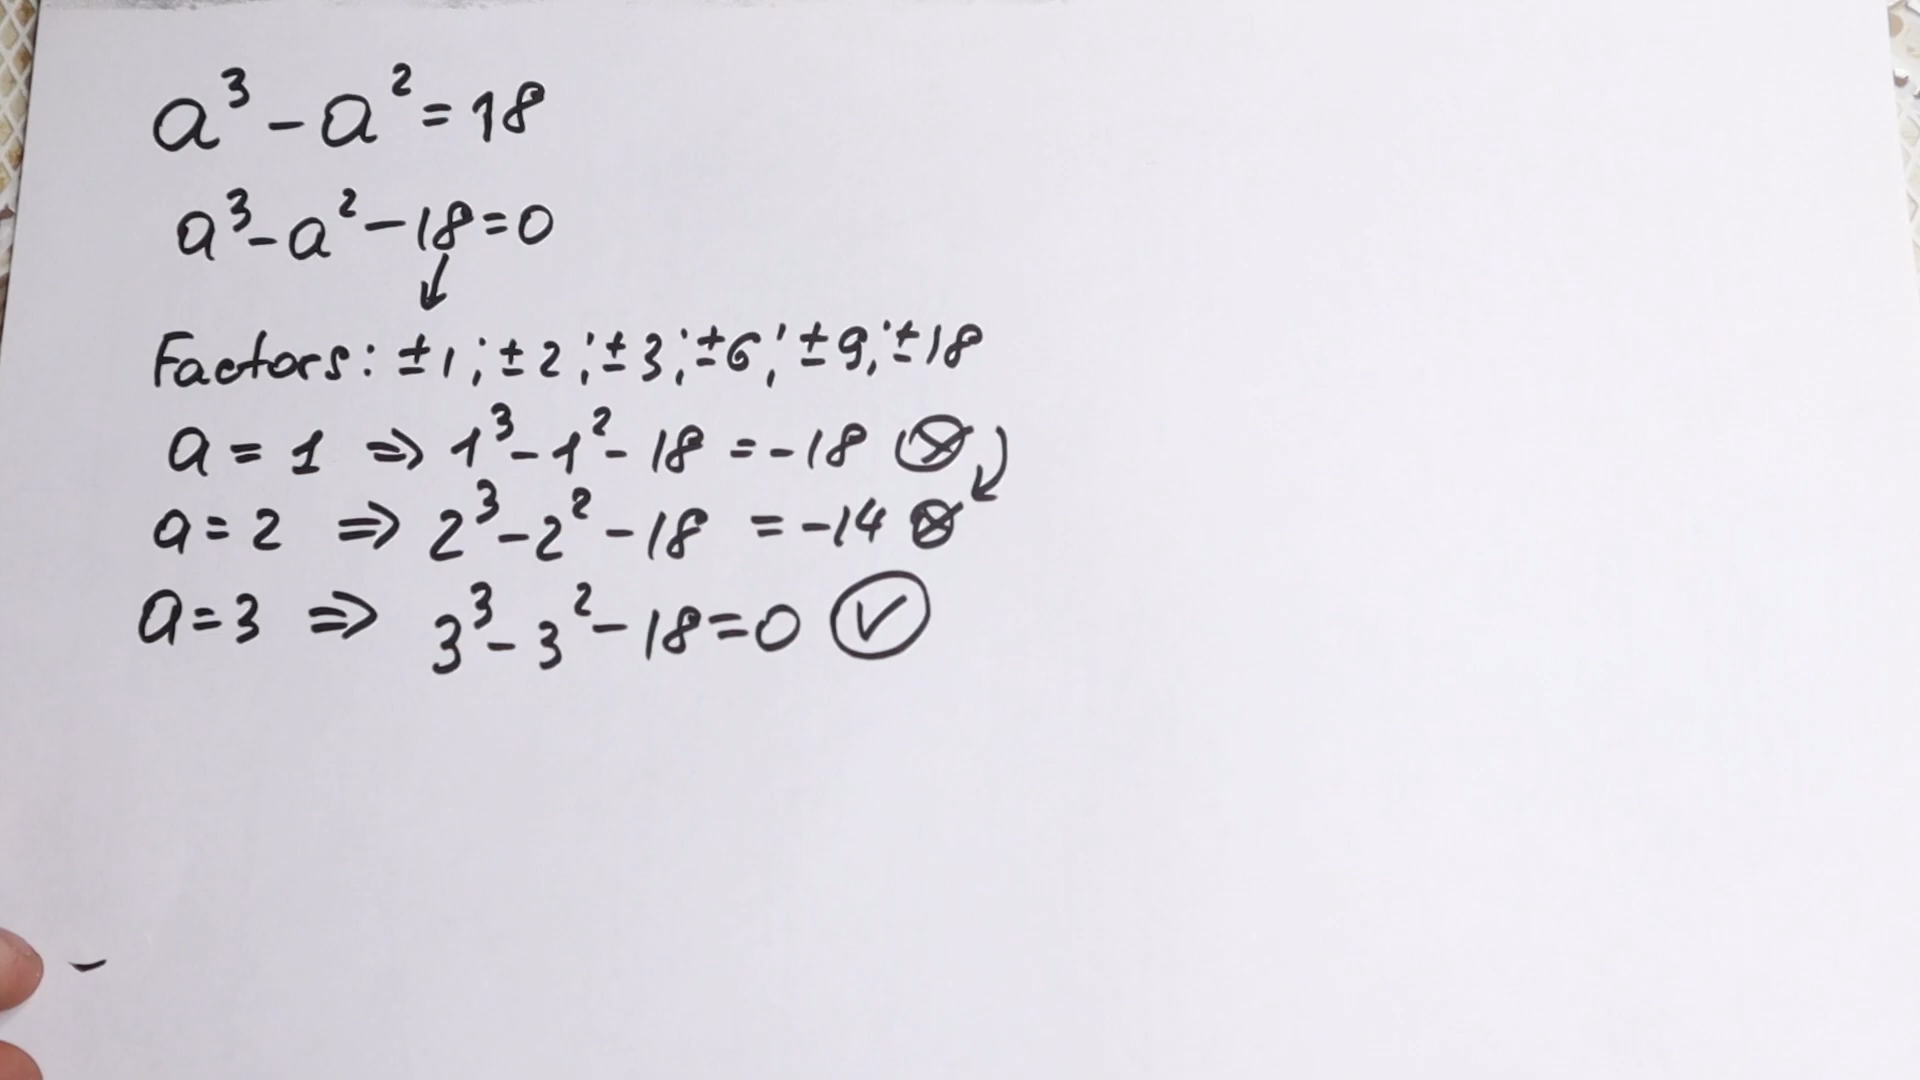 a³ - a² = 18
a³ - a² - 18 = 0
Factors: ±1; ±2; ±3; ±6; ±9; ±18
a = 1 ⇒ 1³ - 1² - 18 = -18 ⊗
a = 2 ⇒ 2³ - 2² - 18 = -14 ⊗
a = 3 ⇒ 3³ - 3² - 18 = 0 ✓